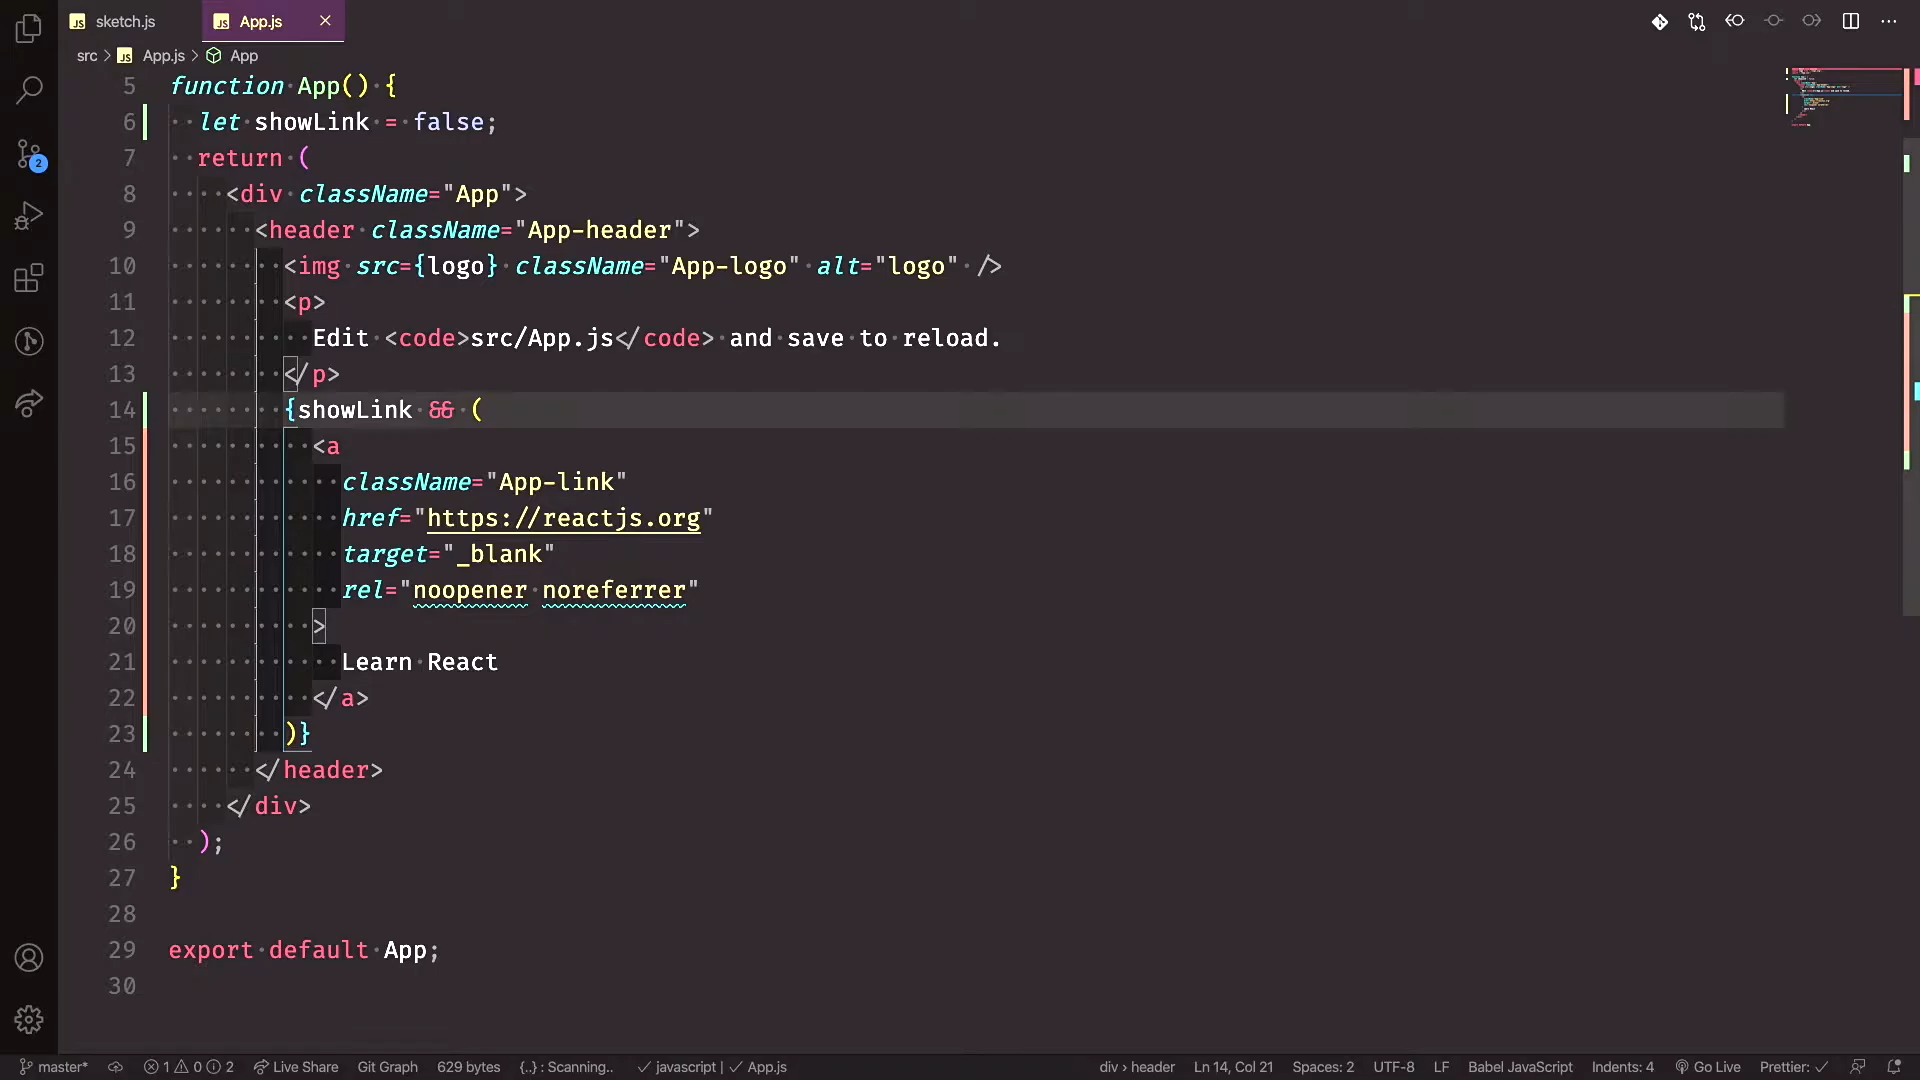 sketch.js
App.js
src > App.js > App
5 function App() {
6 let showLink = false;
7 return (
8 <div className="App">
9 <header className="App-header">
10 <img src={logo} className="App-logo" alt="logo" />
11 <p>
12 Edit <code>src/App.js</code> and save to reload.
13 </p>
14 {showLink && (
15 <a
16 className="App-link"
17 href="https://reactjs.org"
18 target="_blank"
19 rel="noopener noreferrer"
20 >
21 Learn React
22 </a>
23 )}
24 </header>
25 </div>
26 );
27 }
28
29 export default App;
30
2
master* 1 0 2 Live Share Git Graph 629 bytes {..} : Scanning.. ✓ javascript | ✓ App.js div › header Ln 14, Col 21 Spaces: 2 UTF-8 LF Babel JavaScript Indents: 4 Go Live Prettier: ✓